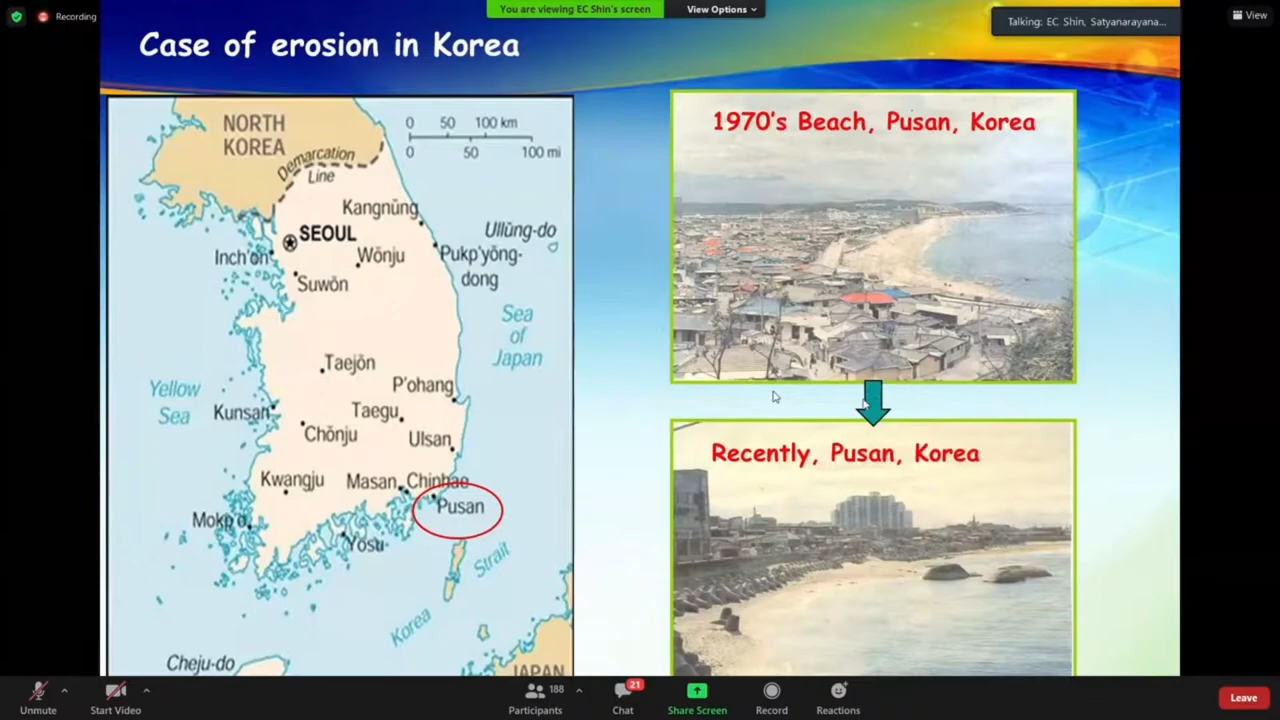 Recording
You are viewing EC Shin's screen
View Options
Talking: EC Shin, Satyanarayana...
View
Case of erosion in Korea
NORTH
KOREA
Demarcation
Line
0 50 100 km
0 50 100 mi
Kangnŭng
SEOUL
Ullŭng-do
Inch'on
Wŏnju
Pukp'yŏng-
dong
Suwŏn
Sea
of
Japan
Taejŏn
Yellow
Sea
P'ohang
Kunsan
Taegu
Chŏnju
Ulsan
Kwangju
Masan
Chinhae
Pusan
Mokp'o
Yŏsu
Korea
Strait
Cheju-do
JAPAN
1970's Beach, Pusan, Korea
Recently, Pusan, Korea
Unmute
Start Video
188
Participants
21
Chat
Share Screen
Record
Reactions
Leave